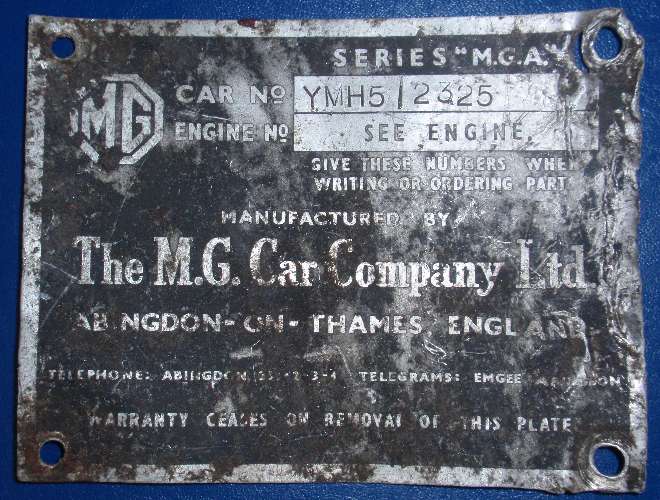 SERIES "M.G.A."
MG
CAR No YMH5/2325
ENGINE No SEE ENGINE
GIVE THESE NUMBERS WHEN
WRITING OR ORDERING PARTS
MANUFACTURED BY
The M.G. Car Company Ltd.
ABINGDON-ON-THAMES, ENGLAND
TELEPHONE: ABINGDON TELEGRAMS: EMGEE ABINGDON
WARRANTY CEASES ON REMOVAL OF THIS PLATE